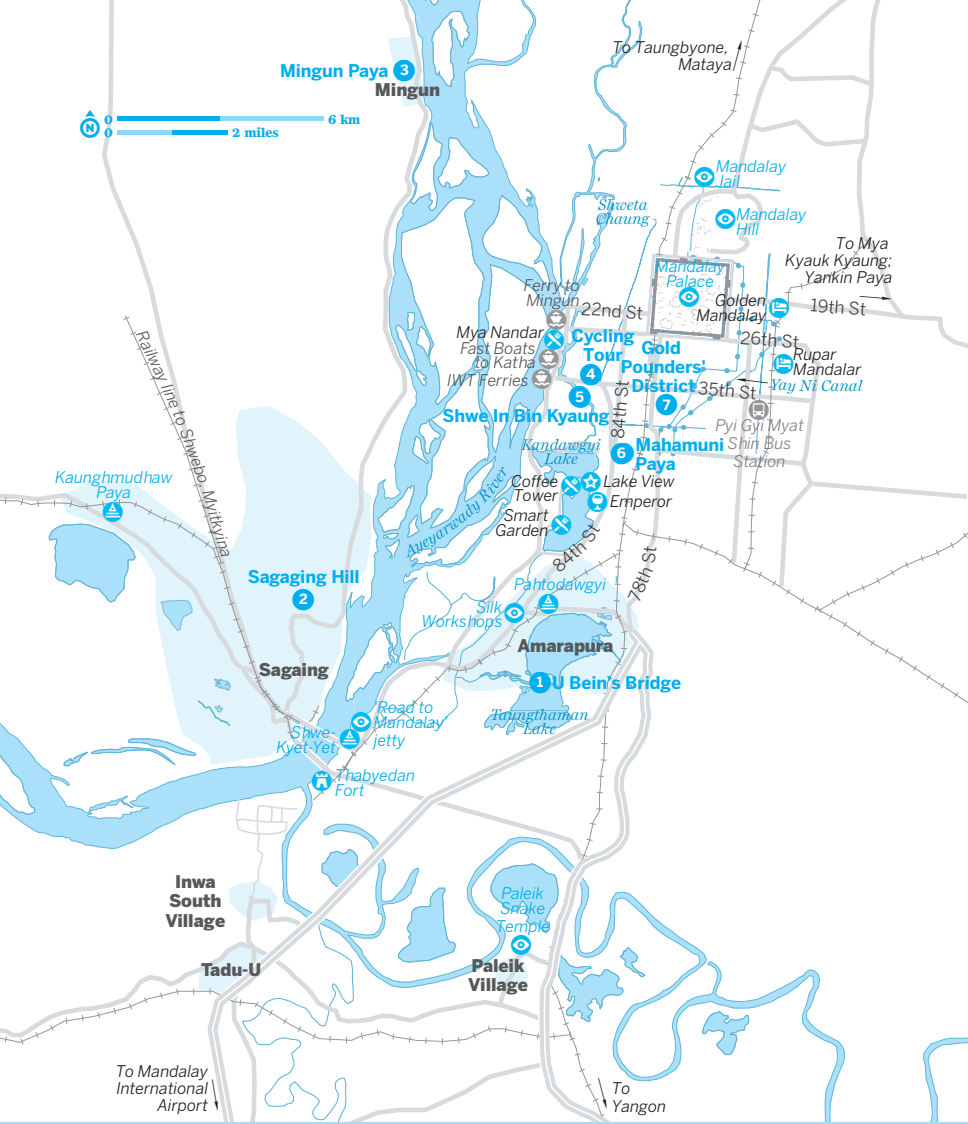 To Taungbyone,
Mataya
Mingun Paya 3
Mingun
0 6 km
0 2 miles
N
Mandalay
Jail
Mandalay
Hill
Shweta
Chaung
To Mya
Kyauk Kyaung;
Yankin Paya
Mandalay
Palace
Ferry to
Mingun
22nd St
Golden
Mandalay
19th St
Mya Nandar
Fast Boats
to Katha
IWT Ferries
Cycling
Tour
4
Gold
Pounders'
District
7
26th St
Rupar
Mandalar
Yay Ni Canal
35th St
5
Shwe In Bin Kyaung
84th St
Pyi Gyi Myat
Shin Bus
Station
Kandawgyi
Lake
6 Mahamuni
Paya
Railway line to Shwebo, Myitkyina
Kaunghmudhaw
Paya
Coffee
Tower
Lake View
Emperor
Smart
Garden
Ayeyarwady River
84th St
78th St
Sagaging Hill
2
Pahtodawgyi
Silk
Workshops
Amarapura
Sagaing
1 U Bein's Bridge
Taungthaman
Lake
'Road to
Mandalay'
jetty
Shwe-
Kyet-Yet
Thabyedan
Fort
Inwa
South
Village
Paleik
Snake
Temple
Tadu-U
Paleik
Village
To Mandalay
International
Airport
To
Yangon